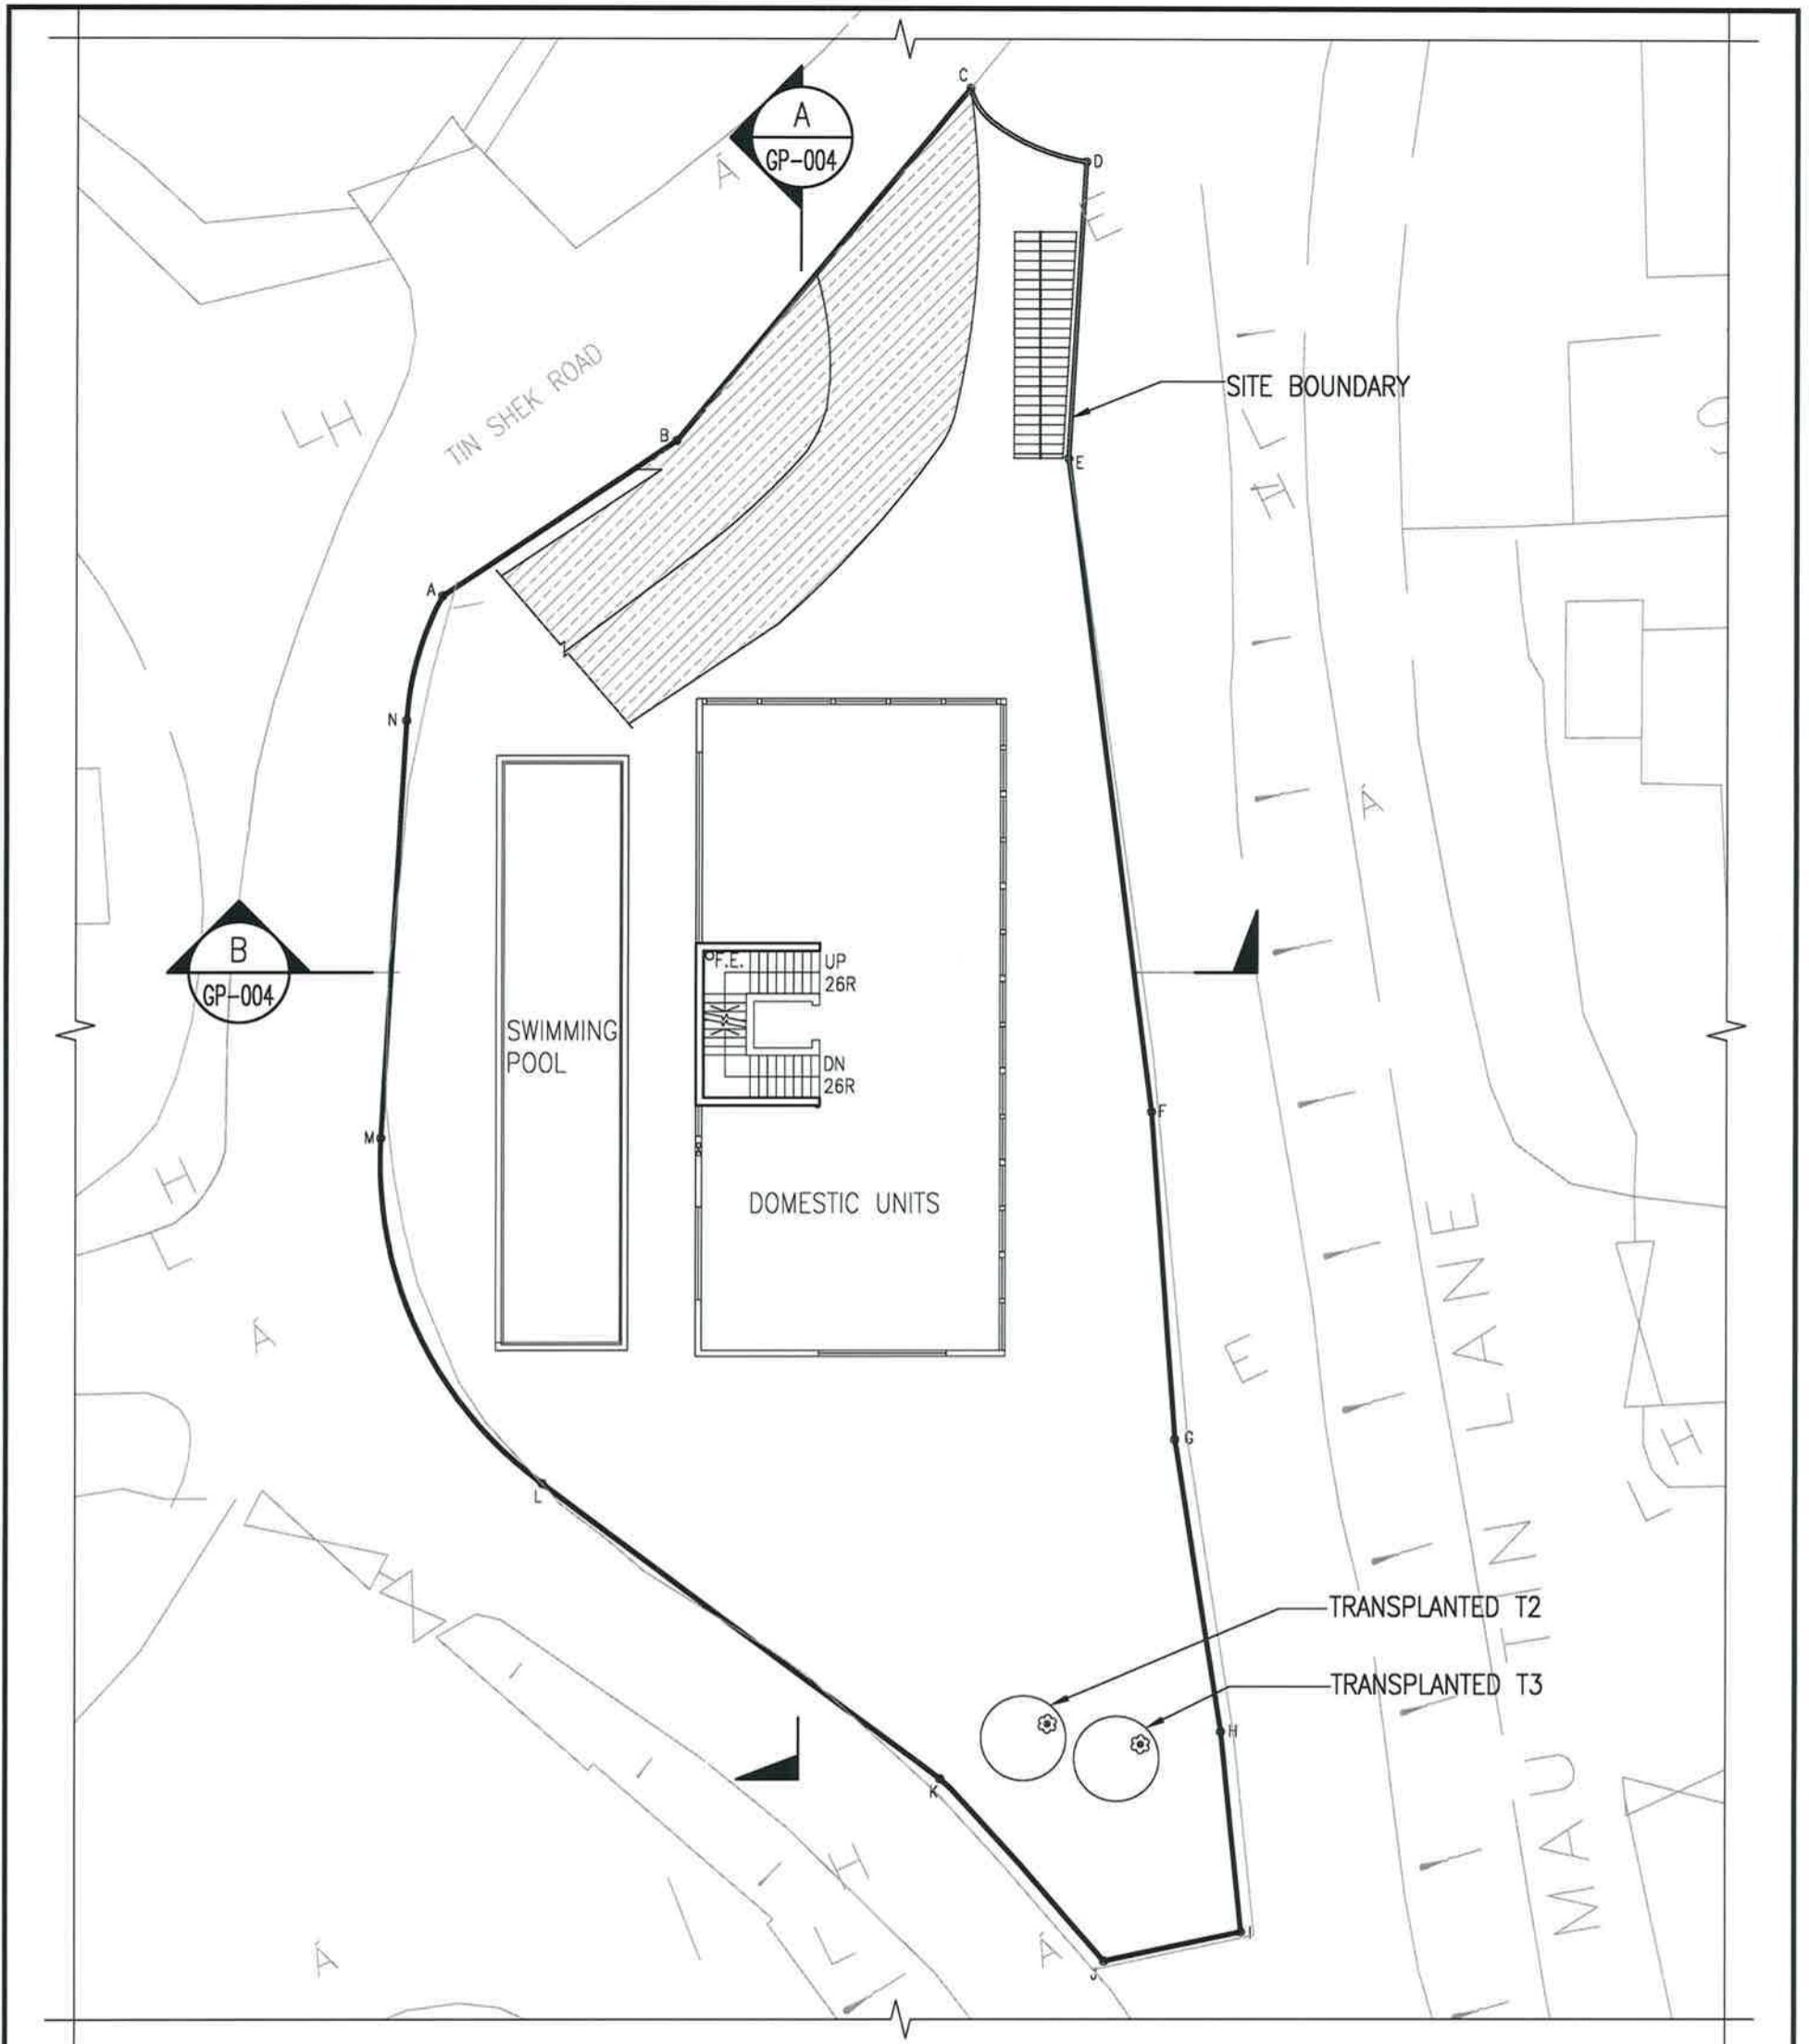 C
A
GP-004
Á
D
E
SITE BOUNDARY
LH
TIN SHEK ROAD
B
E
L
H
A
N
Á
B
GP-004
F.E.
UP
26R
SWIMMING
POOL
DN
26R
F
M
H
L
DOMESTIC UNITS
Á
E
G
H
L
L
TRANSPLANTED T2
TRANSPLANTED T3
H
K
MAU TIN LANE
H
L
I
Á
Á
J